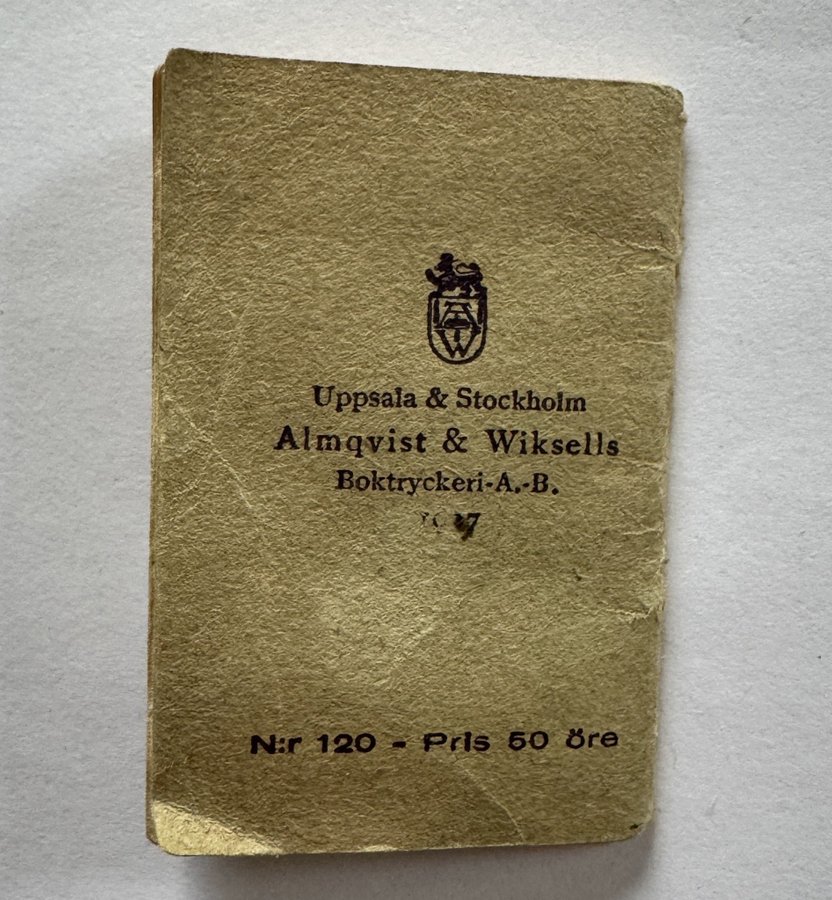 A
W
Uppsala & Stockholm
Almqvist & Wiksells
Boktryckeri-A.-B.
N:r 120 - Pris 50 öre